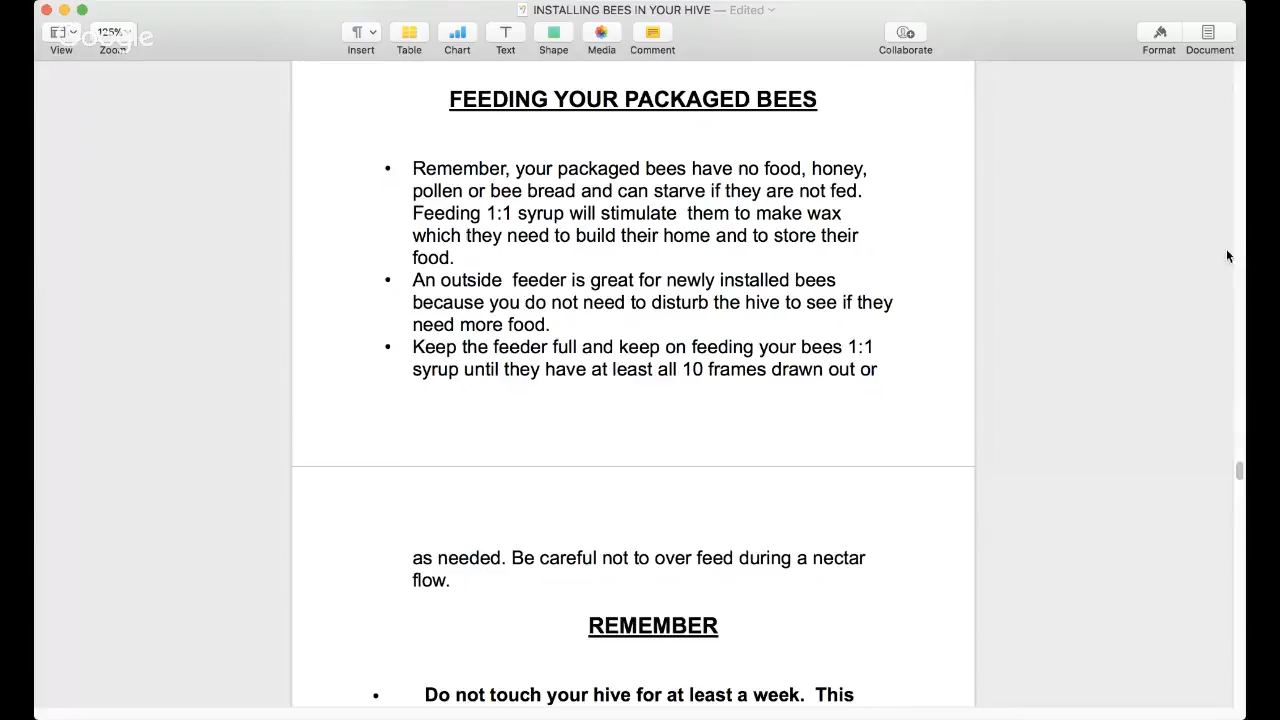 INSTALLING BEES IN YOUR HIVE — Edited
View
125%
Zoom
Google
Insert
Table
Chart
Text
Shape
Media
Comment
Collaborate
Format
Document
FEEDING YOUR PACKAGED BEES
• Remember, your packaged bees have no food, honey,
pollen or bee bread and can starve if they are not fed.
Feeding 1:1 syrup will stimulate  them to make wax
which they need to build their home and to store their
food.
• An outside  feeder is great for newly installed bees
because you do not need to disturb the hive to see if they
need more food.
• Keep the feeder full and keep on feeding your bees 1:1
syrup until they have at least all 10 frames drawn out or
as needed. Be careful not to over feed during a nectar
flow.
REMEMBER
• Do not touch your hive for at least a week.  This